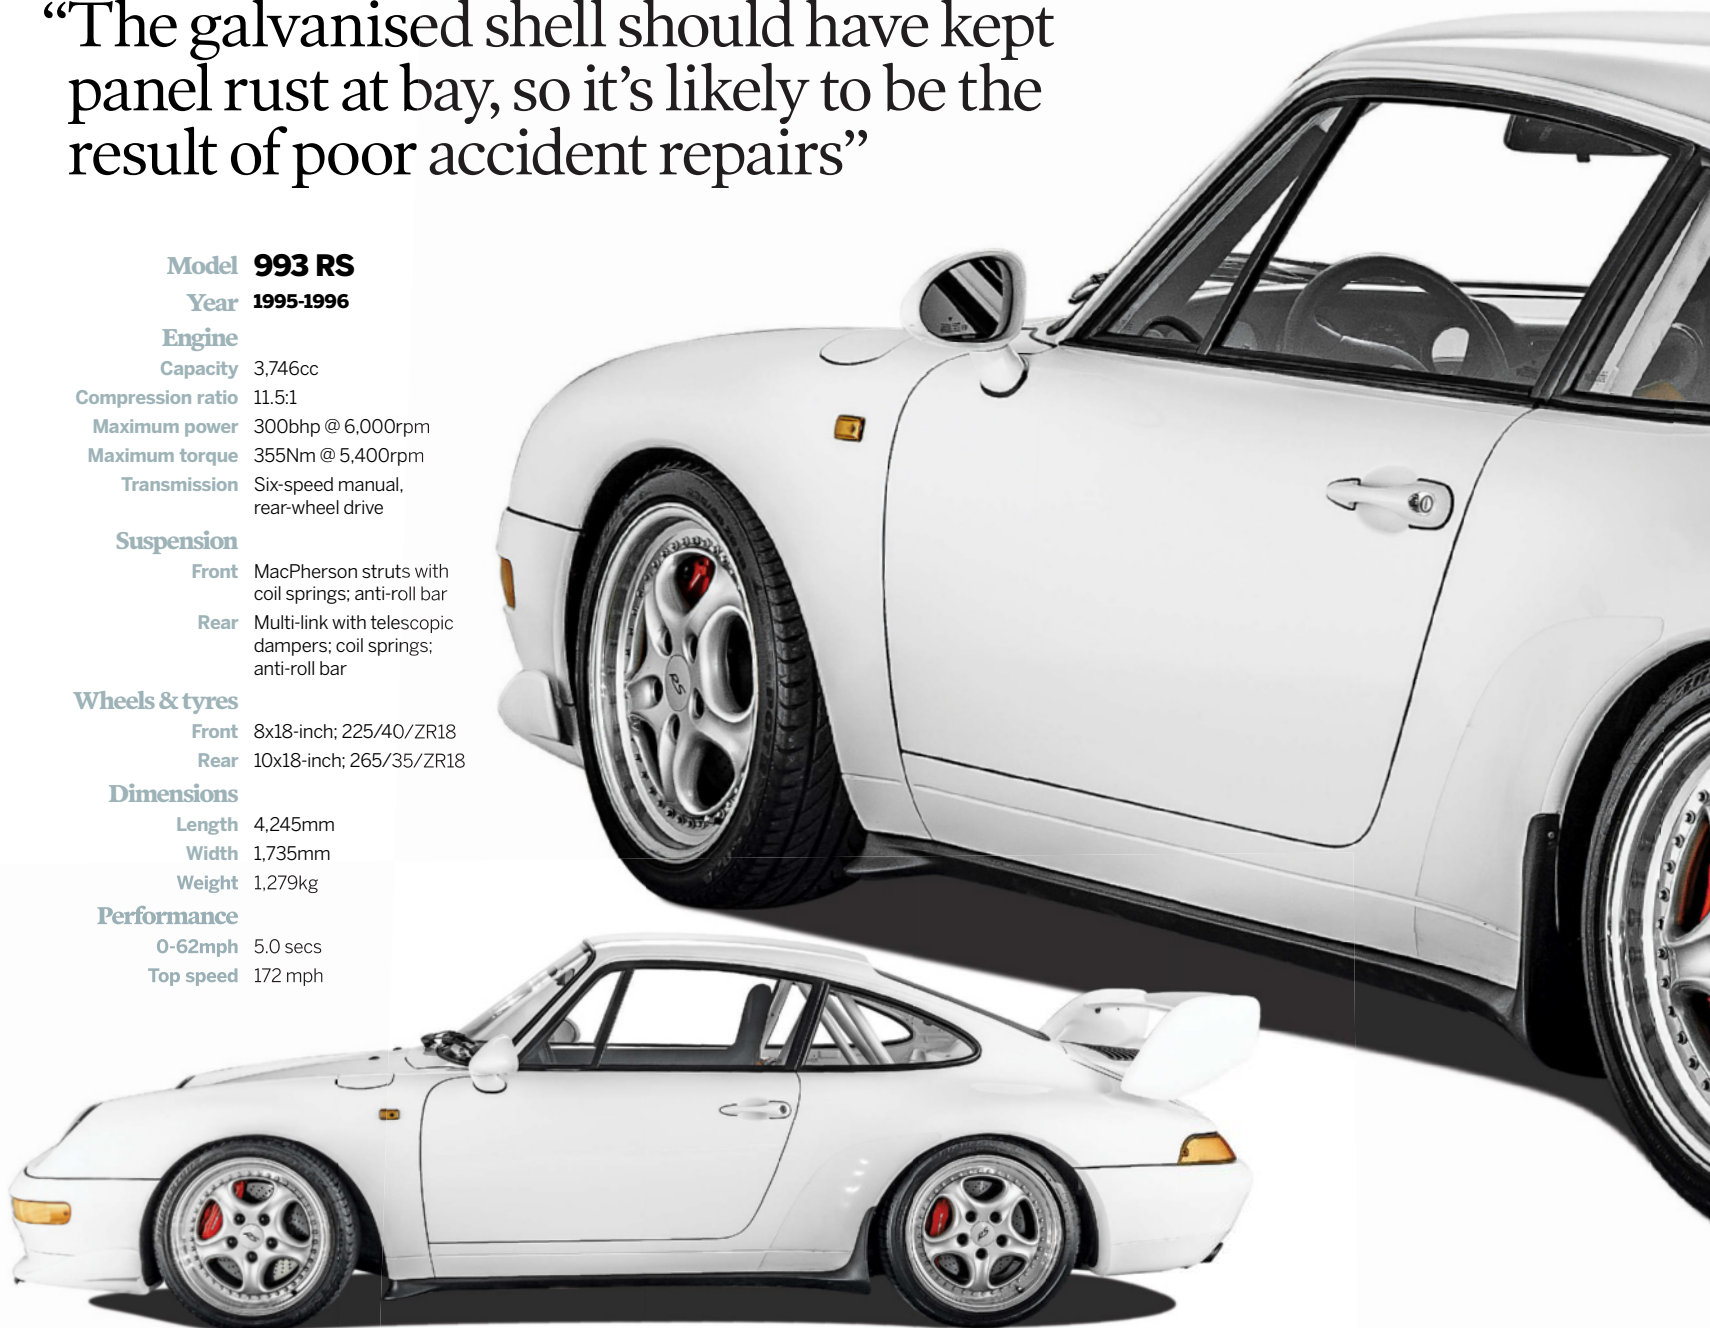 “The galvanised shell should have kept
panel rust at bay, so it’s likely to be the
result of poor accident repairs”
Model 993 RS
Year 1995-1996
Engine
Capacity 3,746cc
Compression ratio 11.5:1
Maximum power 300bhp @ 6,000rpm
Maximum torque 355Nm @ 5,400rpm
Transmission Six-speed manual,
rear-wheel drive
Suspension
Front MacPherson struts with
coil springs; anti-roll bar
Rear Multi-link with telescopic
dampers; coil springs;
anti-roll bar
Wheels & tyres
Front 8x18-inch; 225/40/ZR18
Rear 10x18-inch; 265/35/ZR18
Dimensions
Length 4,245mm
Width 1,735mm
Weight 1,279kg
Performance
0-62mph 5.0 secs
Top speed 172 mph
RS
RS
RS